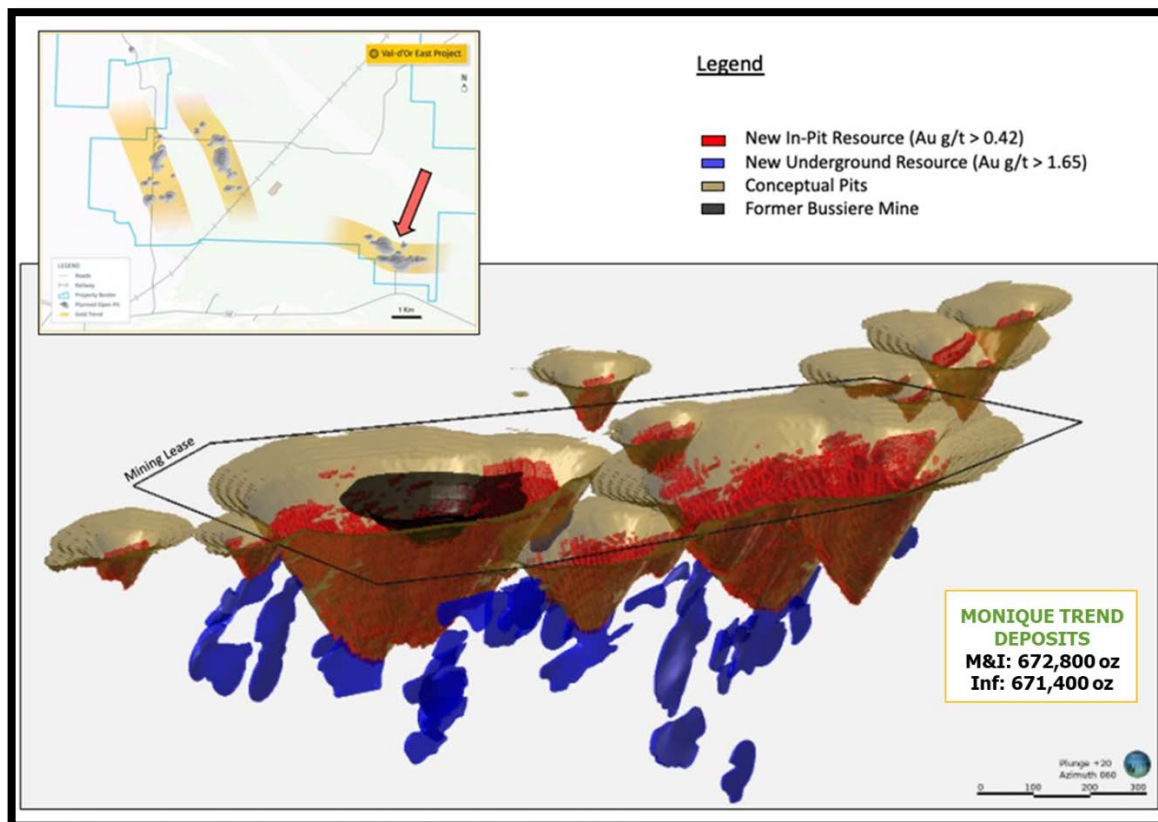 Val-d'Or East Project
N
LEGEND
Roads
Railway
Property Border
Planned Open Pit
Gold Trend
1 Km
Legend
New In-Pit Resource (Au g/t > 0.42)
New Underground Resource (Au g/t > 1.65)
Conceptual Pits
Former Bussiere Mine
Mining Lease
MONIQUE TREND
DEPOSITS
M&I: 672,800 oz
Inf: 671,400 oz
Plunge +20
Azimuth 060
0 100 200 300